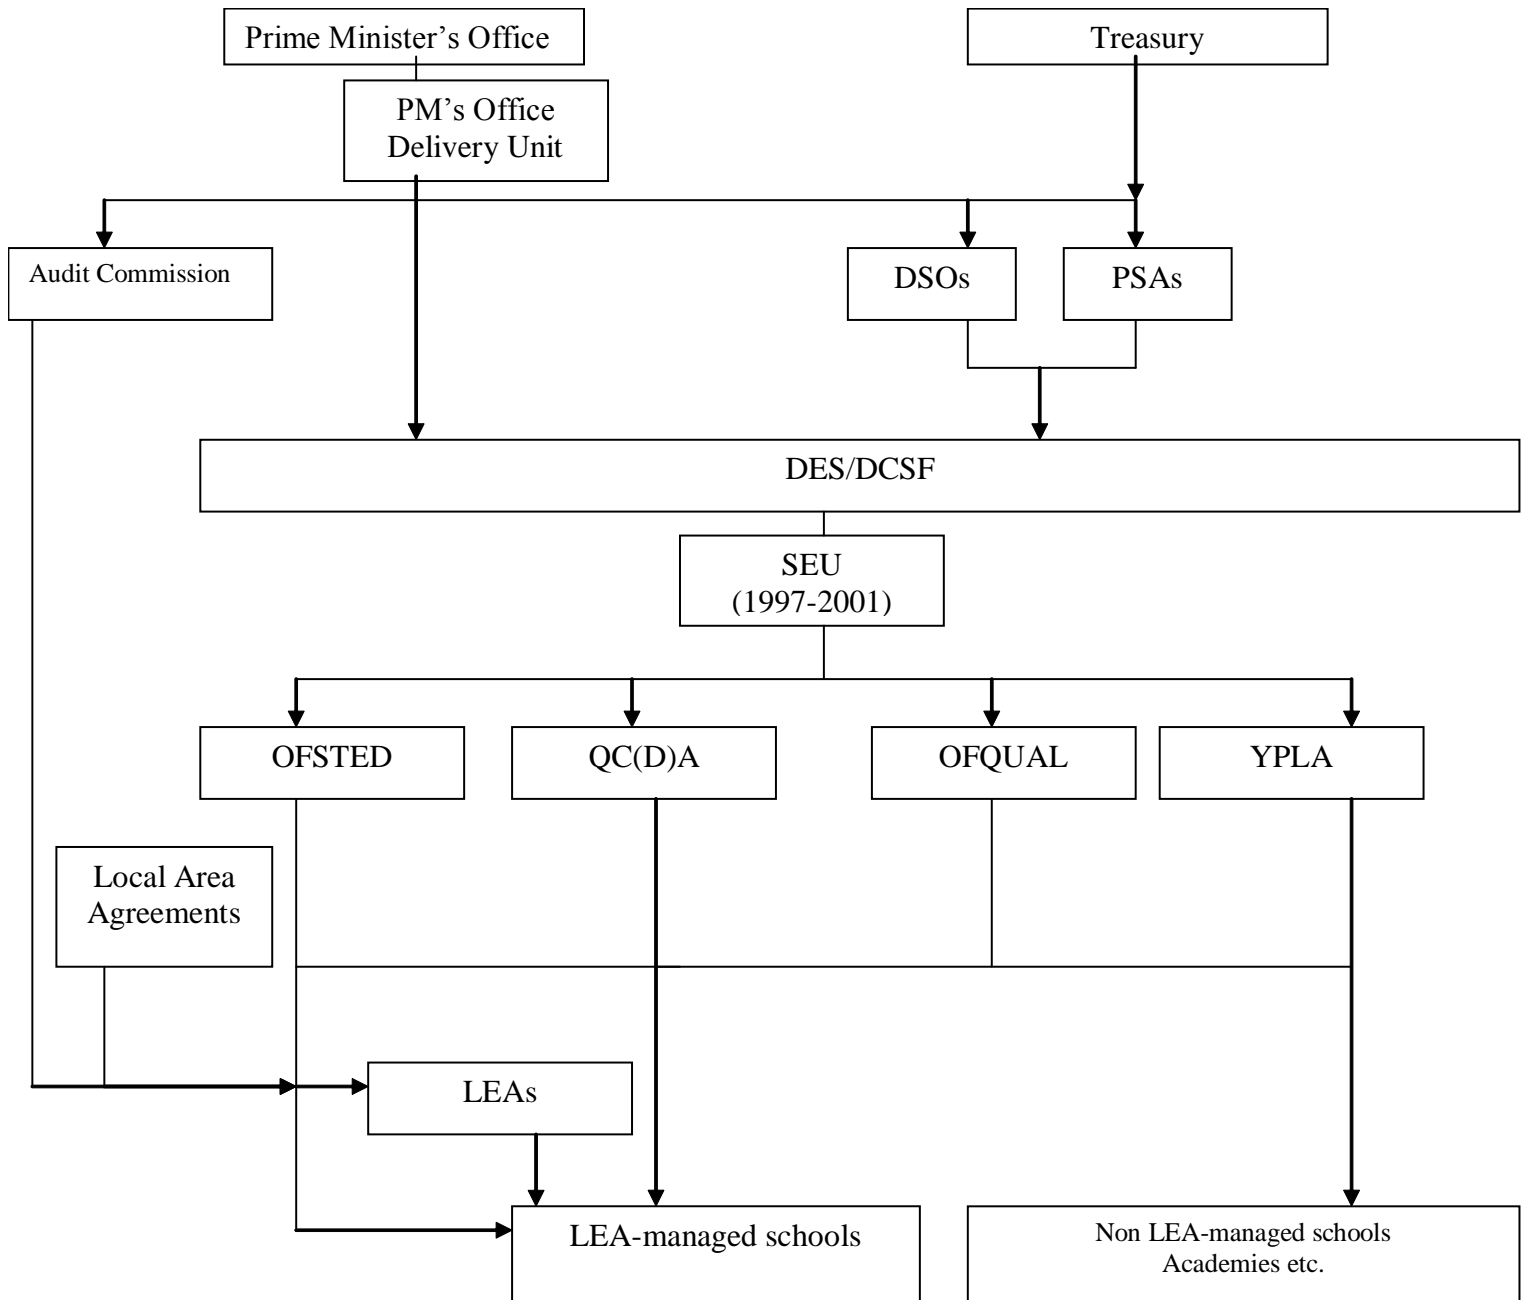 Prime Minister’s Office
Treasury
PM’s Office
Delivery Unit
Audit Commission
DSOs
PSAs
DES/DCSF
SEU
(1997-2001)
OFSTED
QC(D)A
OFQUAL
YPLA
Local Area
Agreements
LEAs
LEA-managed schools
Non LEA-managed schools
Academies etc.